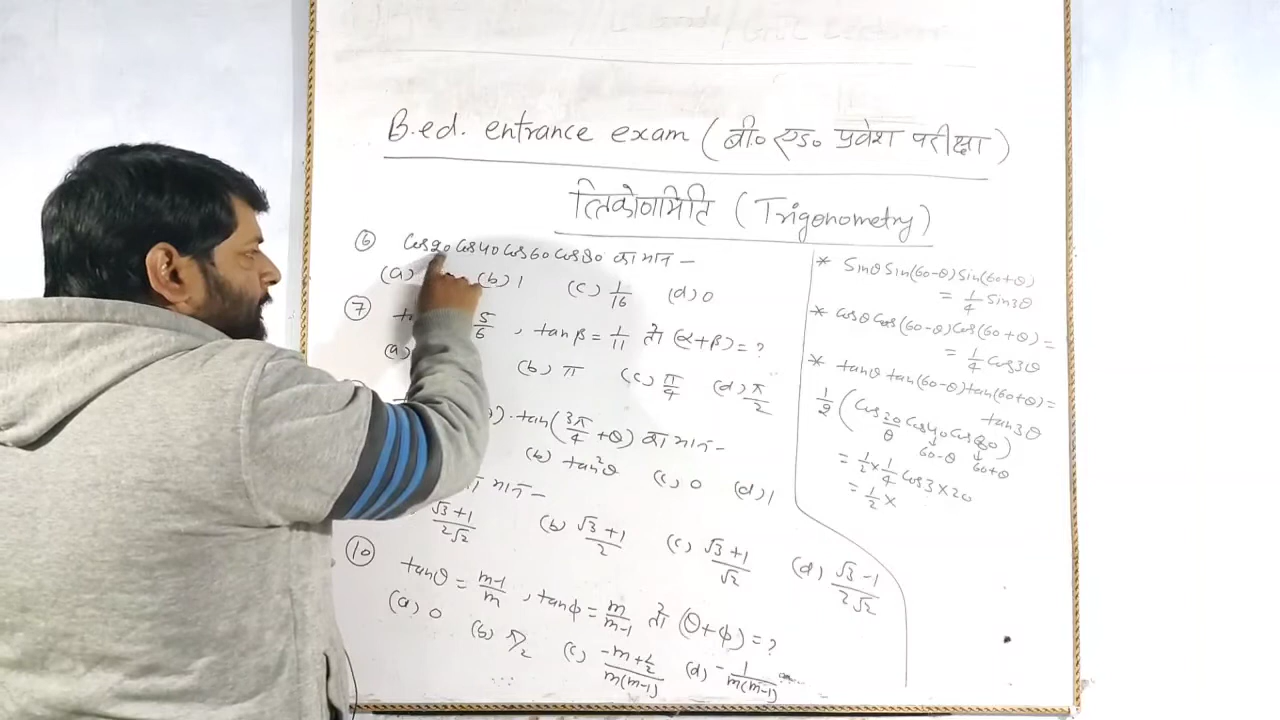 B.ed. entrance exam (बी० एड० प्रवेश परीक्षा)
त्रिकोणमिति (Trigonometry)
⑥ Cos20 Cos40 Cos60 Cos80 का मान –
(a) (b) 1 (c) 1/16 (d) 0
⑦ 5/6 , tanβ = 1/11 तो (α+β) = ?
(a) (b) π (c) π/4 (d) π/2
). tan(3π/4 + θ) का मान –
(b) tan²θ (c) 0 (d) 1
मान –
√3+1/2√2 (b) √3+1/2 (c) √3+1/√2 (d) √3-1/2√2
⑩ tanθ = m-1/m , tanϕ = m/m-1 तो (θ+ϕ) = ?
(a) 0 (b) π/2 (c) -m+1/2/m(m-1) (d) -1/m(m-1)
* Sinθ Sin(60-θ) Sin(60+θ)
= 1/4 Sin3θ
* Cosθ Cos(60-θ) Cos(60+θ) =
= 1/4 Cos3θ
* tanθ tan(60-θ) tan(60+θ) =
tan3θ
1/2 (Cos20 Cos40 Cos80)
θ 60-θ 60+θ
= 1/2 × 1/4 Cos3×20
= 1/2 ×